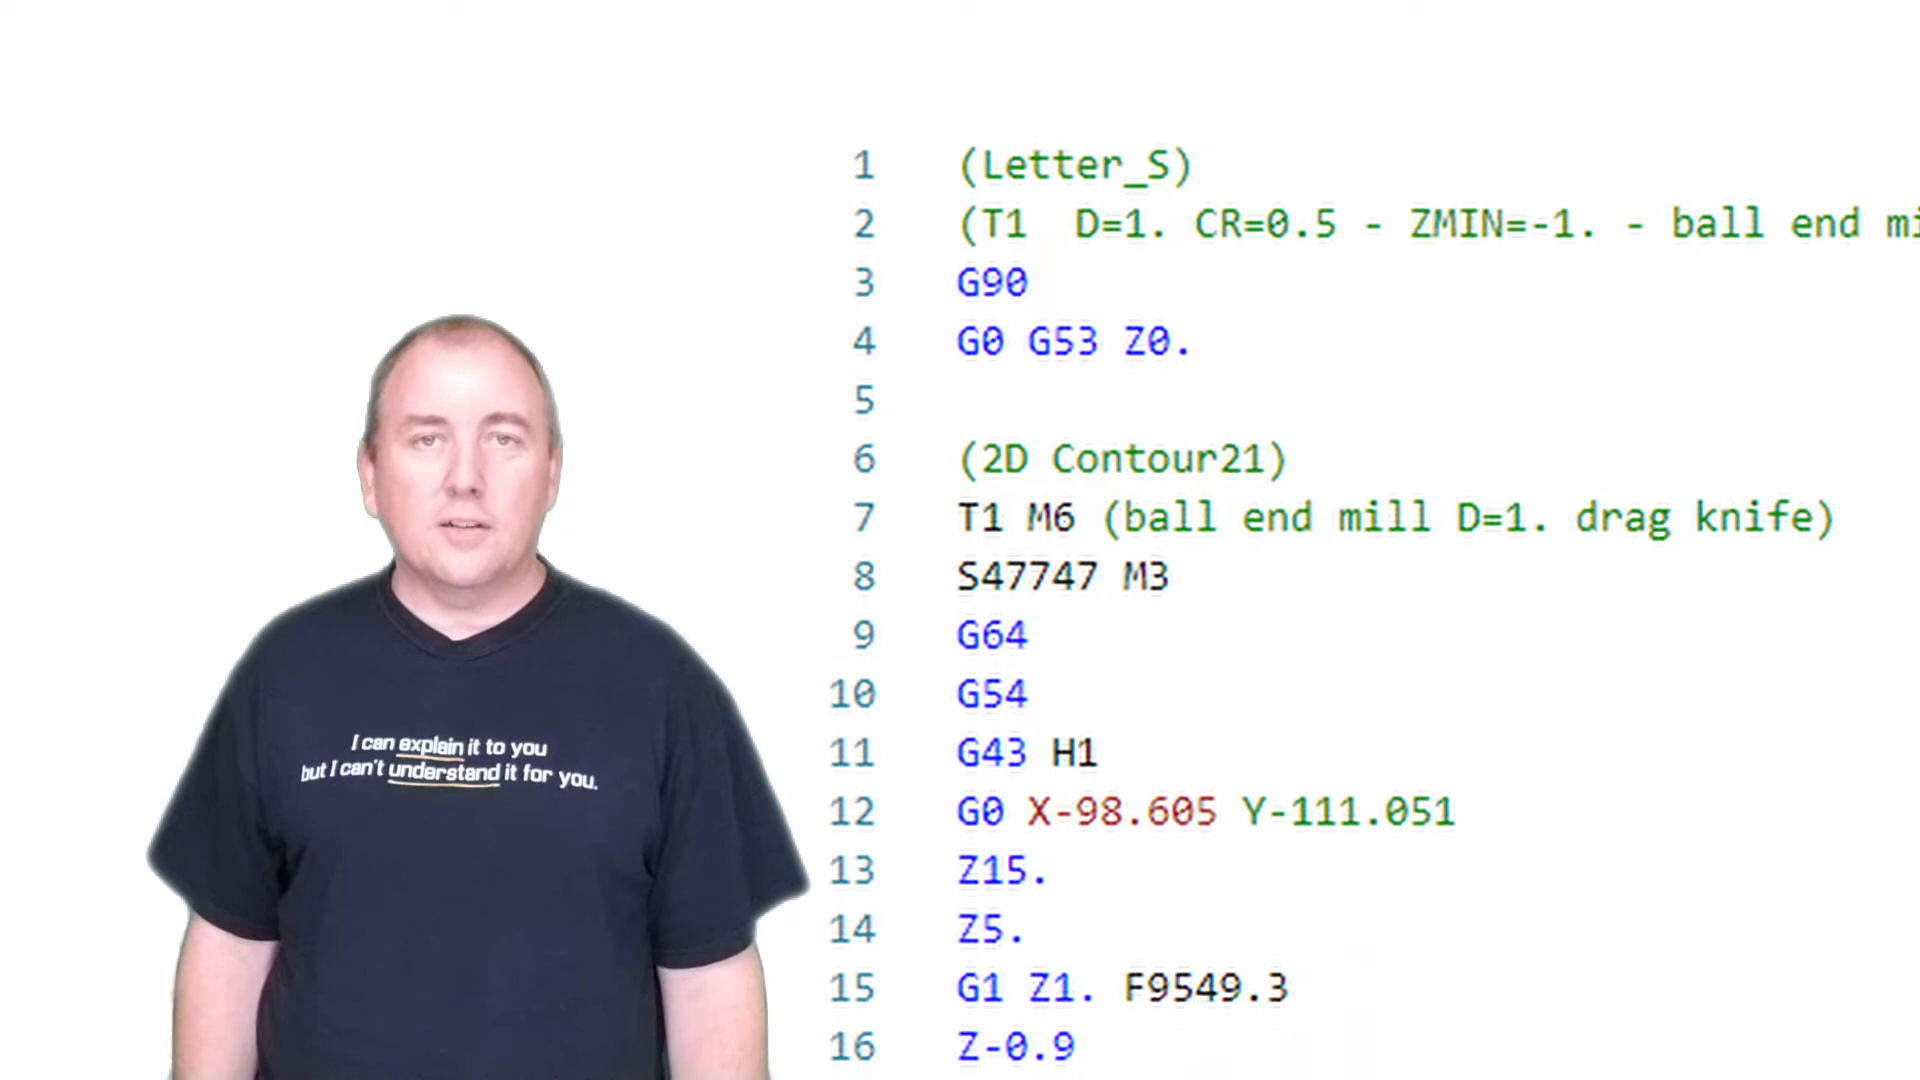 I can explain it to you
but I can't understand it for you.
1 (Letter_S)
2 (T1 D=1. CR=0.5 - ZMIN=-1. - ball end mi
3 G90
4 G0 G53 Z0.
5
6 (2D Contour21)
7 T1 M6 (ball end mill D=1. drag knife)
8 S47747 M3
9 G64
10 G54
11 G43 H1
12 G0 X-98.605 Y-111.051
13 Z15.
14 Z5.
15 G1 Z1. F9549.3
16 Z-0.9